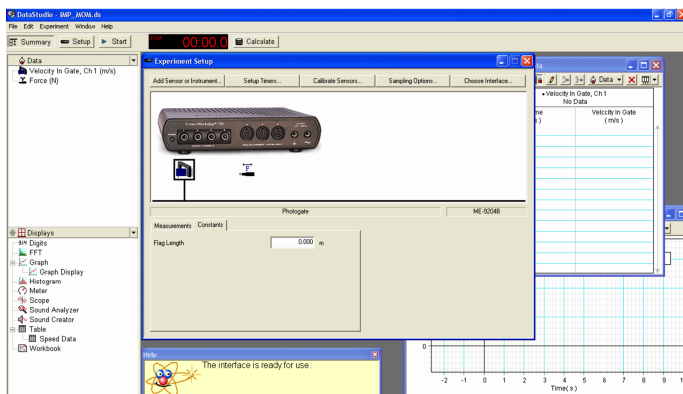 DataStudio - IMP_MOM.ds
File Edit Experiment Window Help
Summary Setup Start 00:00.0 Calculate
Data
Velocity In Gate, Ch 1 (m/s)
Force (N)
Displays
Digits
FFT
Graph
Graph Display
Histogram
Meter
Scope
Sound Analyzer
Sound Creator
Table
Speed Data
Workbook
Experiment Setup
Add Sensor or Instrument... Setup Timers... Calibrate Sensors... Sampling Options... Choose Interface...
ScienceWorkshop 750
F
Photogate ME-9204B
Measurements Constants
Flag Length 0.000 m
Help
The interface is ready for use.
Data
Velocity In Gate, Ch 1
No Data
Velocity In Gate
( m/s )
0
-2 -1 0 1 2 3 4 5 6 7 8 9
Time( s )